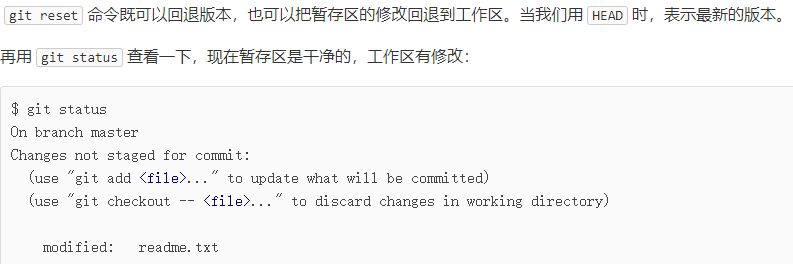 git reset 命令既可以回退版本，也可以把暂存区的修改回退到工作区。当我们用 HEAD 时，表示最新的版本。
再用 git status 查看一下，现在暂存区是干净的，工作区有修改：
$ git status
On branch master
Changes not staged for commit:
  (use "git add <file>..." to update what will be committed)
  (use "git checkout -- <file>..." to discard changes in working directory)
    modified:   readme.txt